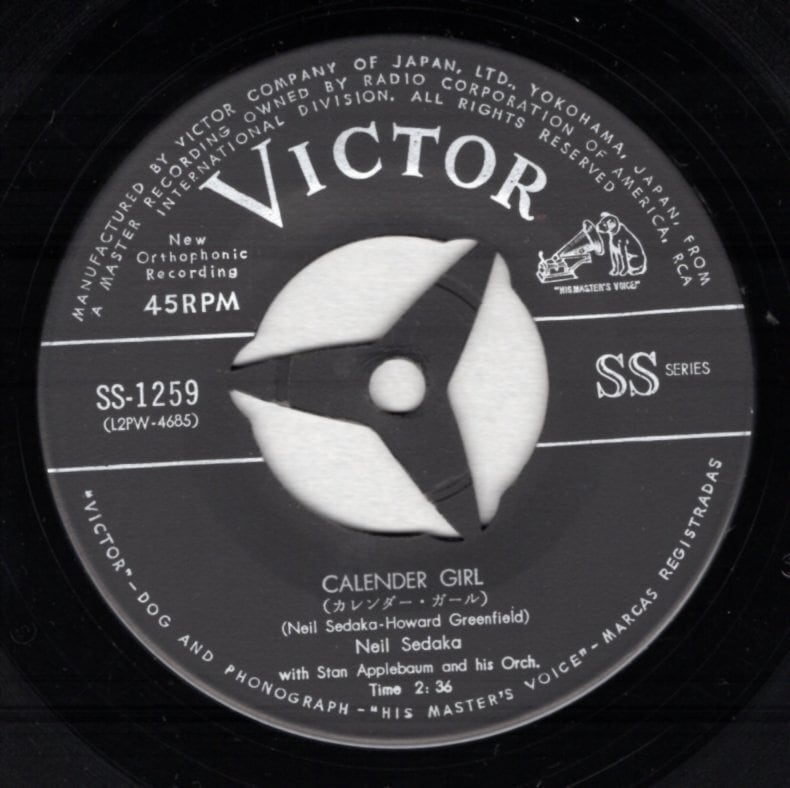 MANUFACTURED BY VICTOR COMPANY OF JAPAN, LTD., YOKOHAMA, JAPAN, FROM
A MASTER RECORDING OWNED BY RADIO CORPORATION OF AMERICA, RCA
INTERNATIONAL DIVISION. ALL RIGHTS RESERVED
VICTOR
New
Orthophonic
Recording
45RPM
"HIS MASTER'S VOICE"
SS-1259
(L2PW-4685)
SS SERIES
CALENDER GIRL
(カレンダー・ガール)
(Neil Sedaka-Howard Greenfield)
Neil Sedaka
with Stan Applebaum and his Orch.
Time 2: 36
"VICTOR"-DOG AND PHONOGRAPH-"HIS MASTER'S VOICE"-MARCAS REGISTRADAS